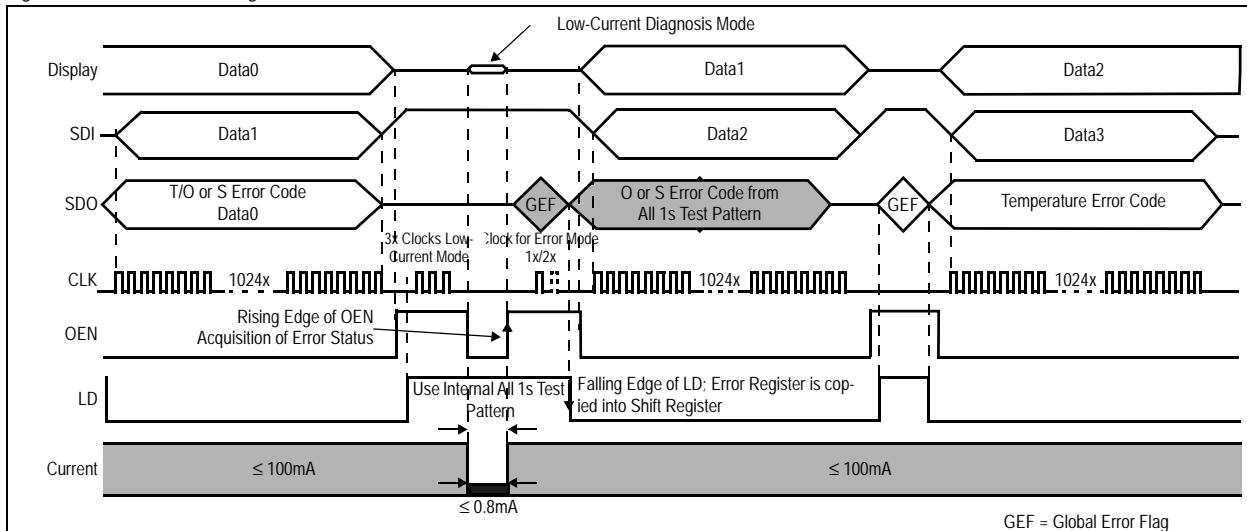 Low-Current Diagnosis Mode
Display
Data0
Data1
Data2
SDI
Data1
Data2
Data3
SDO
T/O or S Error Code
Data0
GEF
O or S Error Code from
All 1s Test Pattern
GEF
Temperature Error Code
3x Clocks Low-
Current Mode
Clock for Error Mode
1x/2x
CLK
1024x
1024x
1024x
Rising Edge of OEN
Acquisition of Error Status
OEN
LD
Use Internal All 1s Test
Pattern
Falling Edge of LD; Error Register is cop-
ied into Shift Register
Current
≤ 100mA
≤ 100mA
≤ 0.8mA
GEF = Global Error Flag